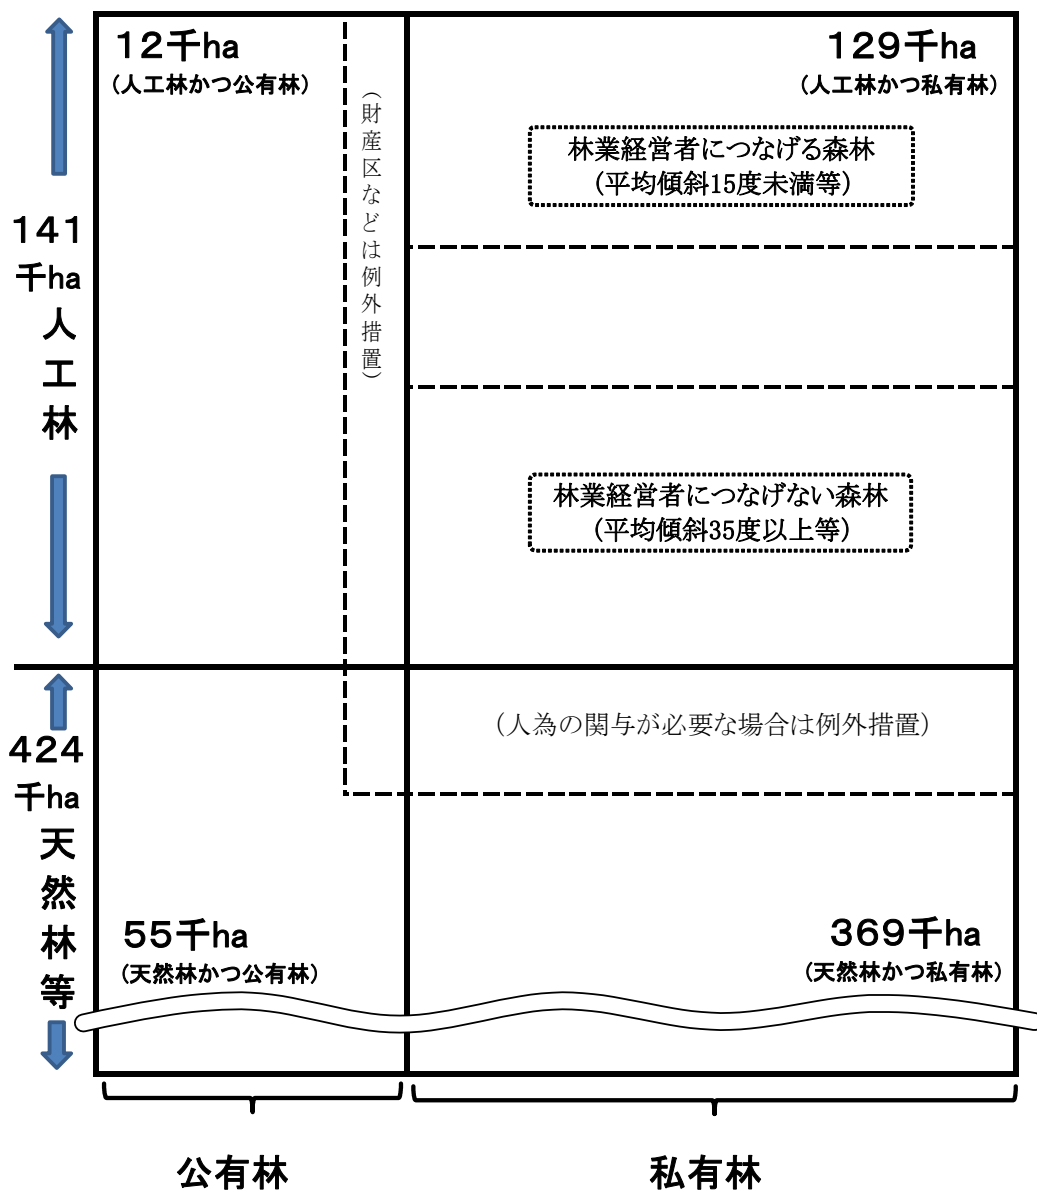 12千ha
（人工林かつ公有林）
（財産区などは例外措置）
129千ha
（人工林かつ私有林）
林業経営者につなげる森林
（平均傾斜15度未満等）
141
千ha
人
工
林
林業経営者につなげない森林
（平均傾斜35度以上等）
（人為の関与が必要な場合は例外措置）
424
千ha
天
然
林
等
55千ha
（天然林かつ公有林）
369千ha
（天然林かつ私有林）
公有林
私有林